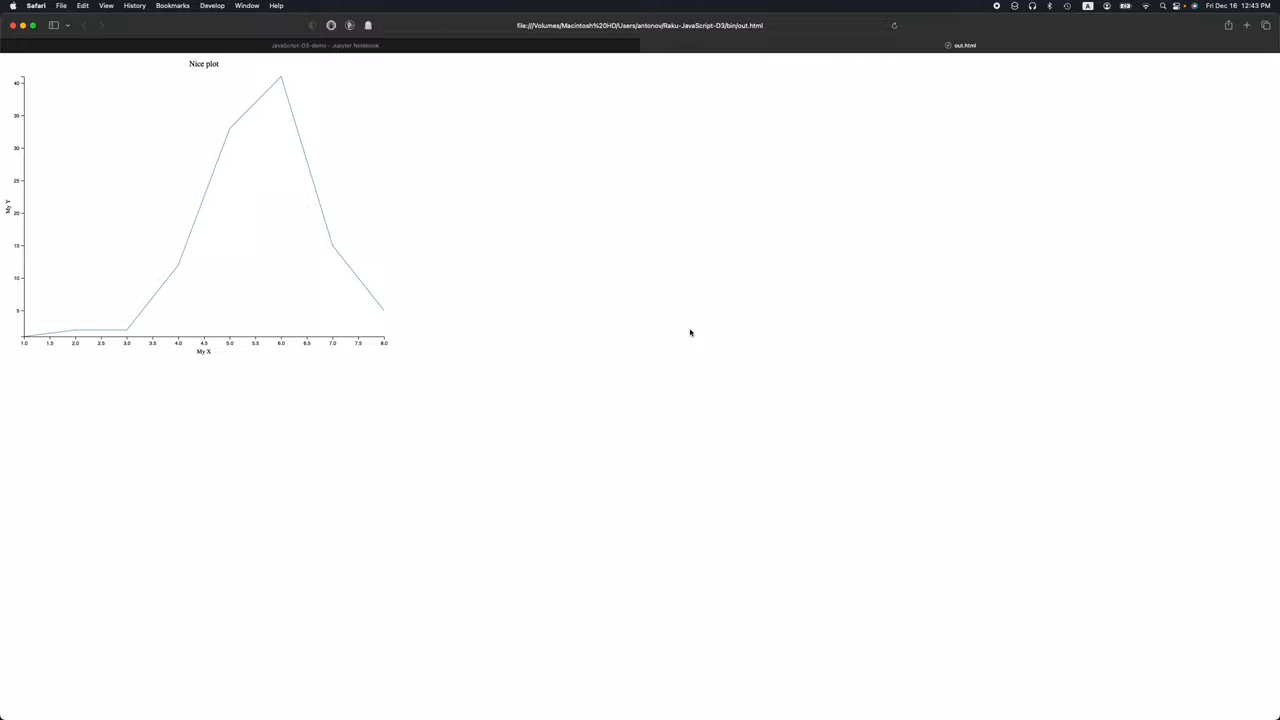 Safari File Edit View History Bookmarks Develop Window Help
A
Fri Dec 16 12:43 PM
file:///Volumes/Macintosh%20HD/Users/antonov/Raku-JavaScript-D3/bin/out.html
JavaScript-D3-demo - Jupyter Notebook
out.html
Nice plot
40
35
30
25
My Y
20
15
10
5
1.0 1.5 2.0 2.5 3.0 3.5 4.0 4.5 5.0 5.5 6.0 6.5 7.0 7.5 8.0
My X